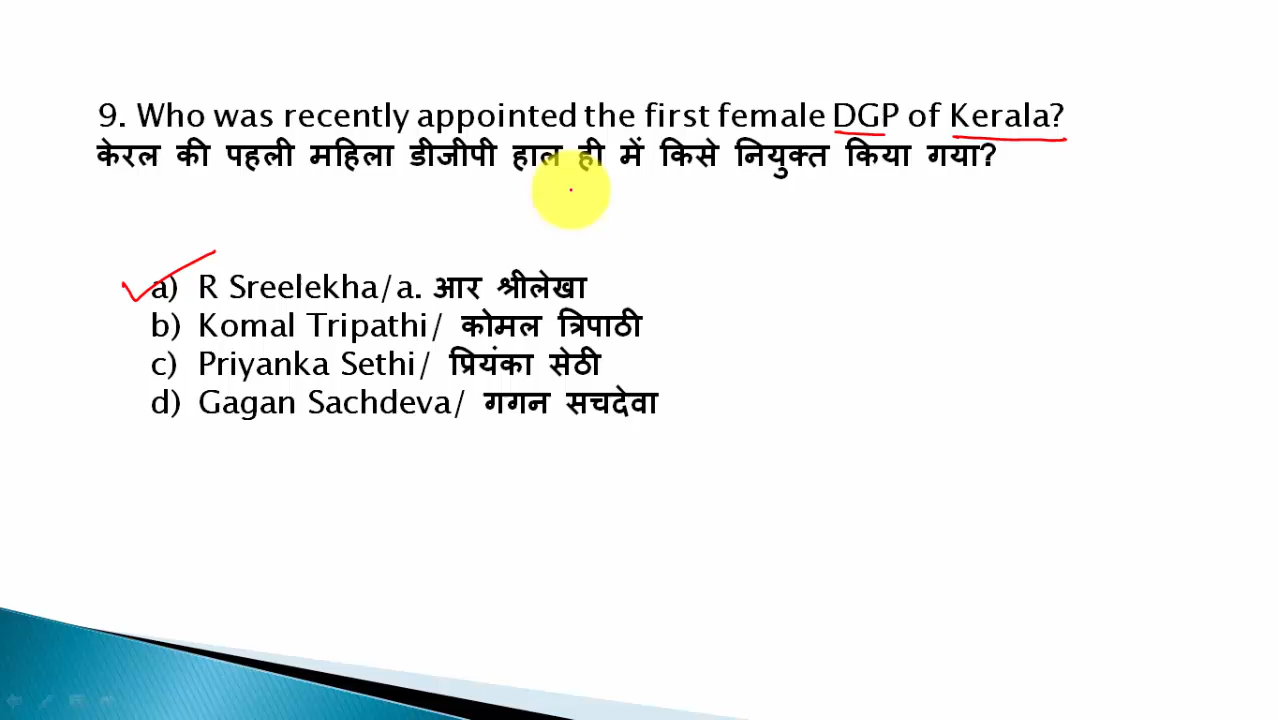 9. Who was recently appointed the first female DGP of Kerala?
केरल की पहली महिला डीजीपी हाल ही में किसे नियुक्त किया गया?
a) R Sreelekha/a. आर श्रीलेखा
b) Komal Tripathi/ कोमल त्रिपाठी
c) Priyanka Sethi/ प्रियंका सेठी
d) Gagan Sachdeva/ गगन सचदेवा